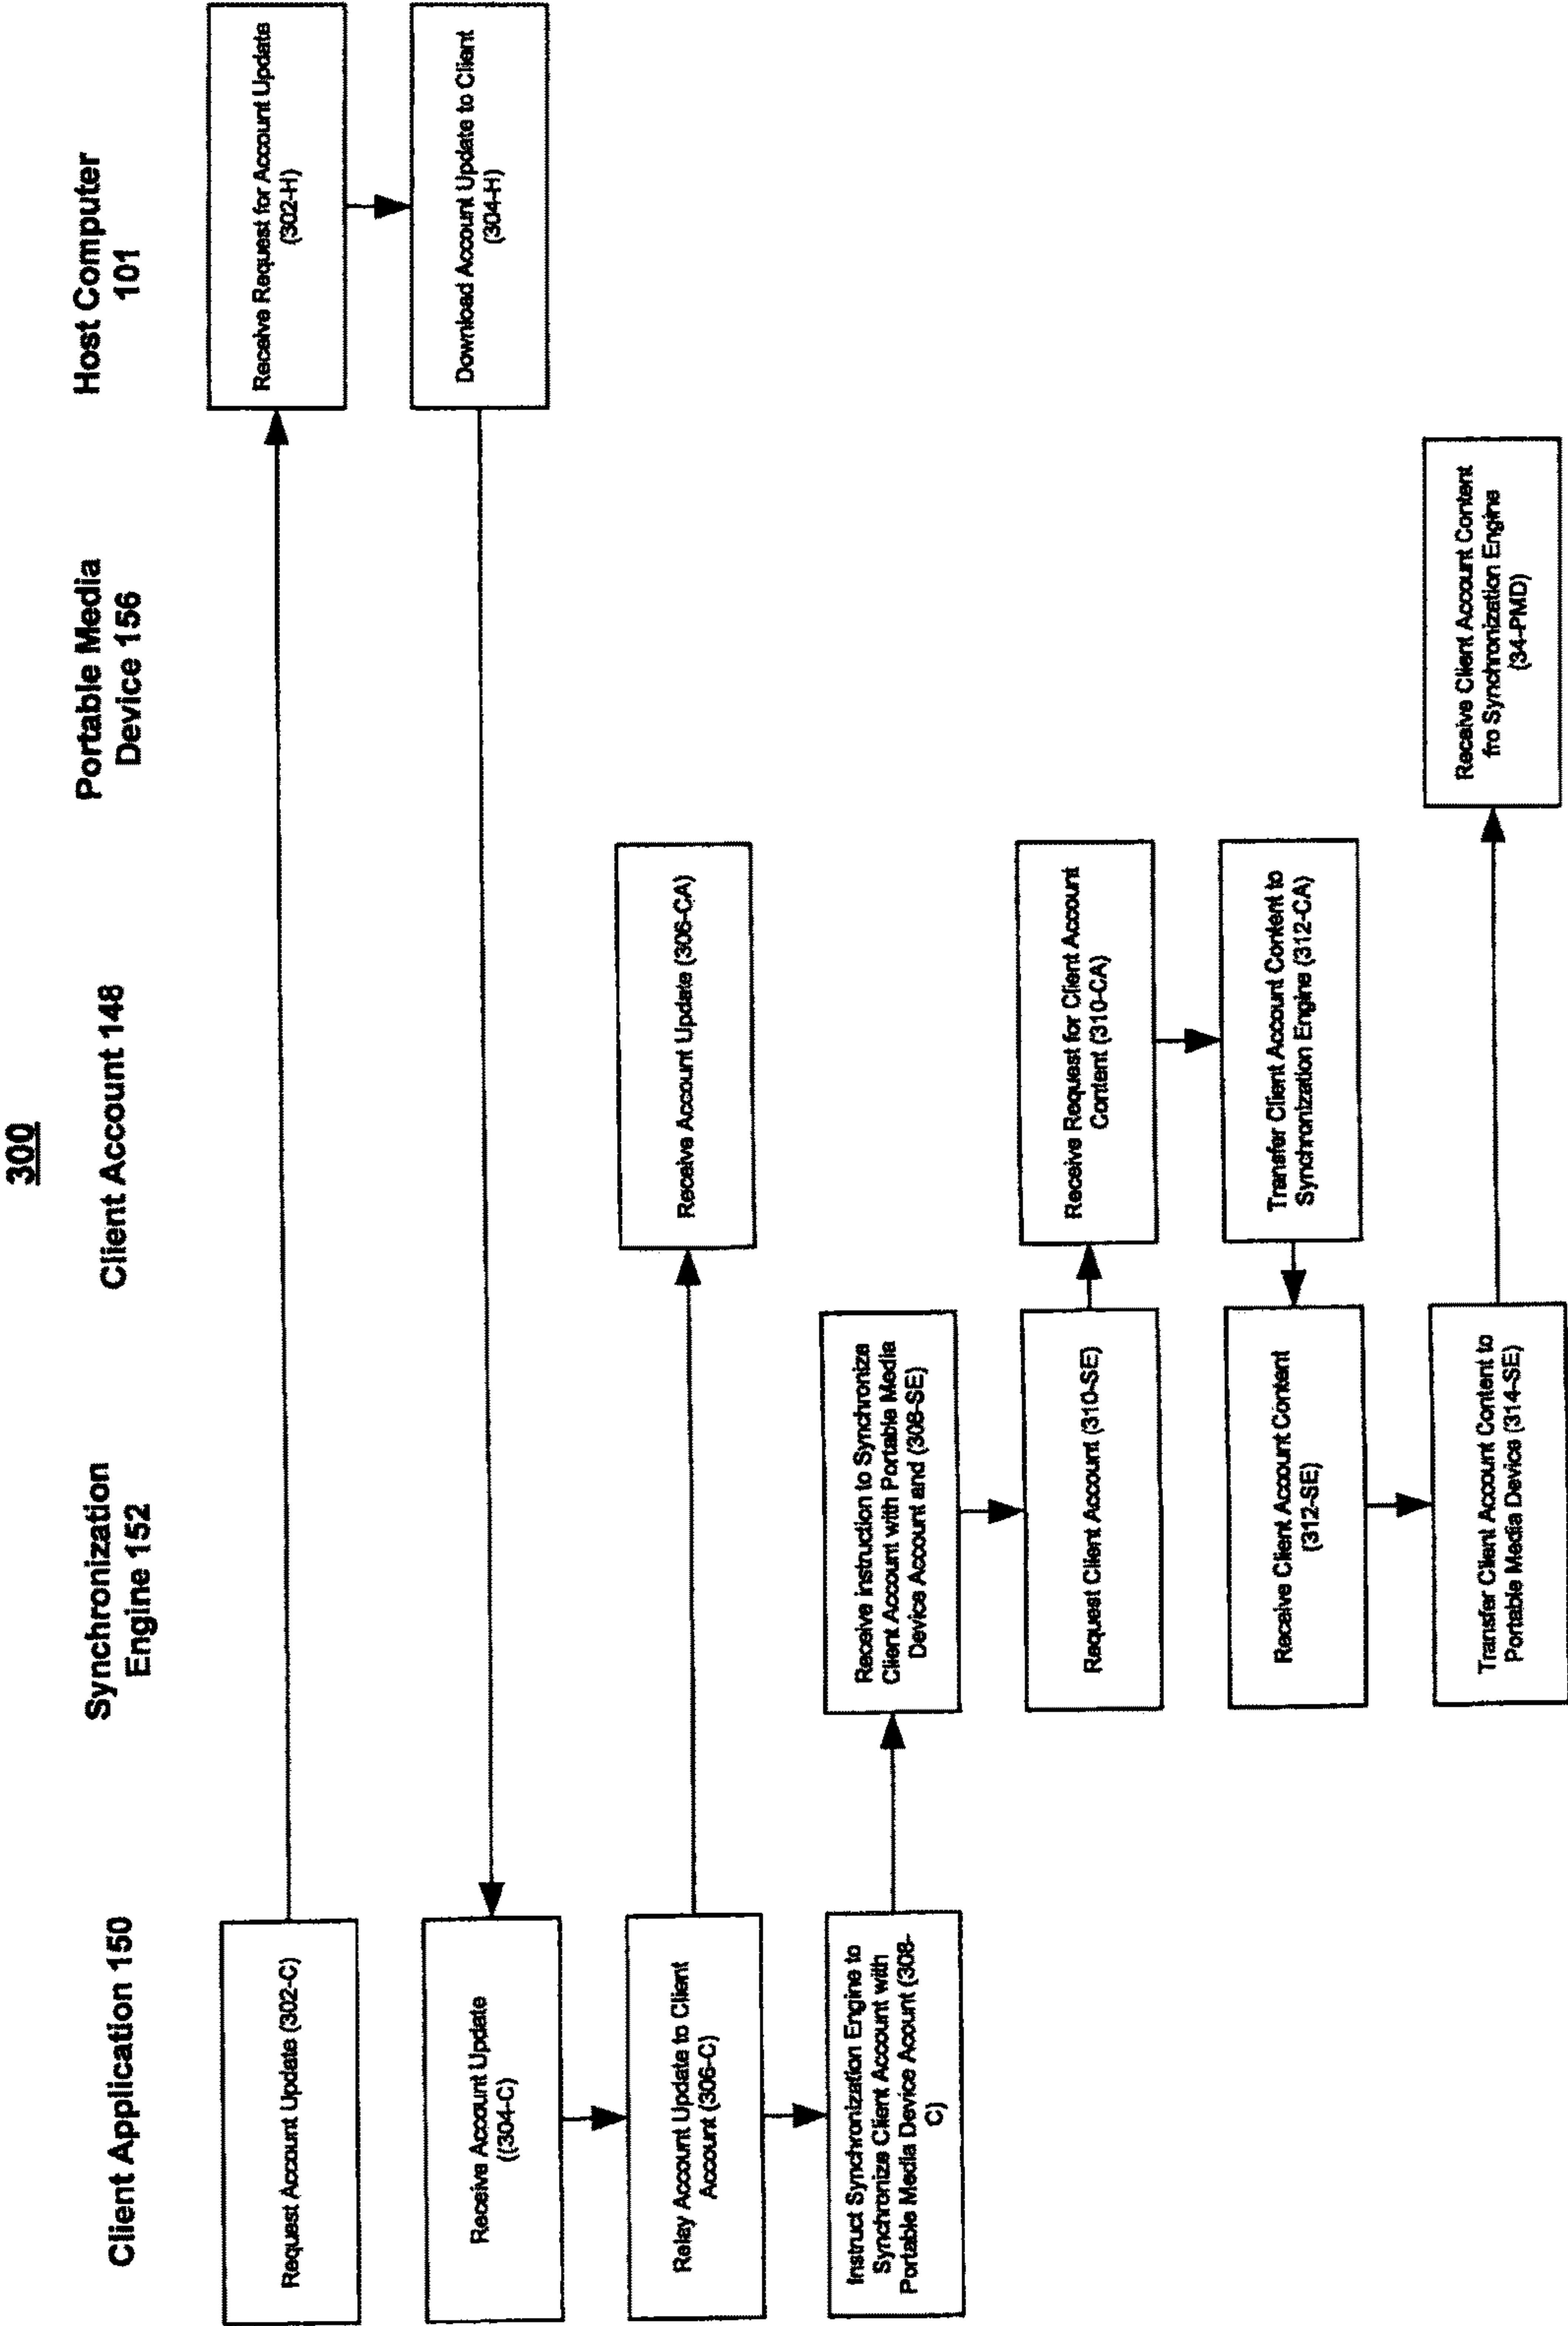 300
Client Application 150
Synchronization
Engine 152
Client Account 148
Portable Media
Device 156
Host Computer
101
Request Account Update (302-C)
Receive Request for Account Update
(302-H)
Download Account Update to Client
(304-H)
Receive Account Update
((304-C)
Relay Account Update to Client
Account (306-C)
Receive Account Update (306-CA)
Instruct Synchronization Engine to
Synchronize Client Account with
Portable Media Device Account (308-
C)
Receive instruction to Synchronize
Client Account with Portable Media
Device Account and (308-SE)
Request Client Account (310-SE)
Receive Request for Client Account
Content (310-CA)
Transfer Client Account Content to
Synchronization Engine (312-CA)
Receive Client Account Content
(312-SE)
Transfer Client Account Content to
Portable Media Device (314-SE)
Receive Client Account Content
fro Synchronization Engine
(34-PMD)